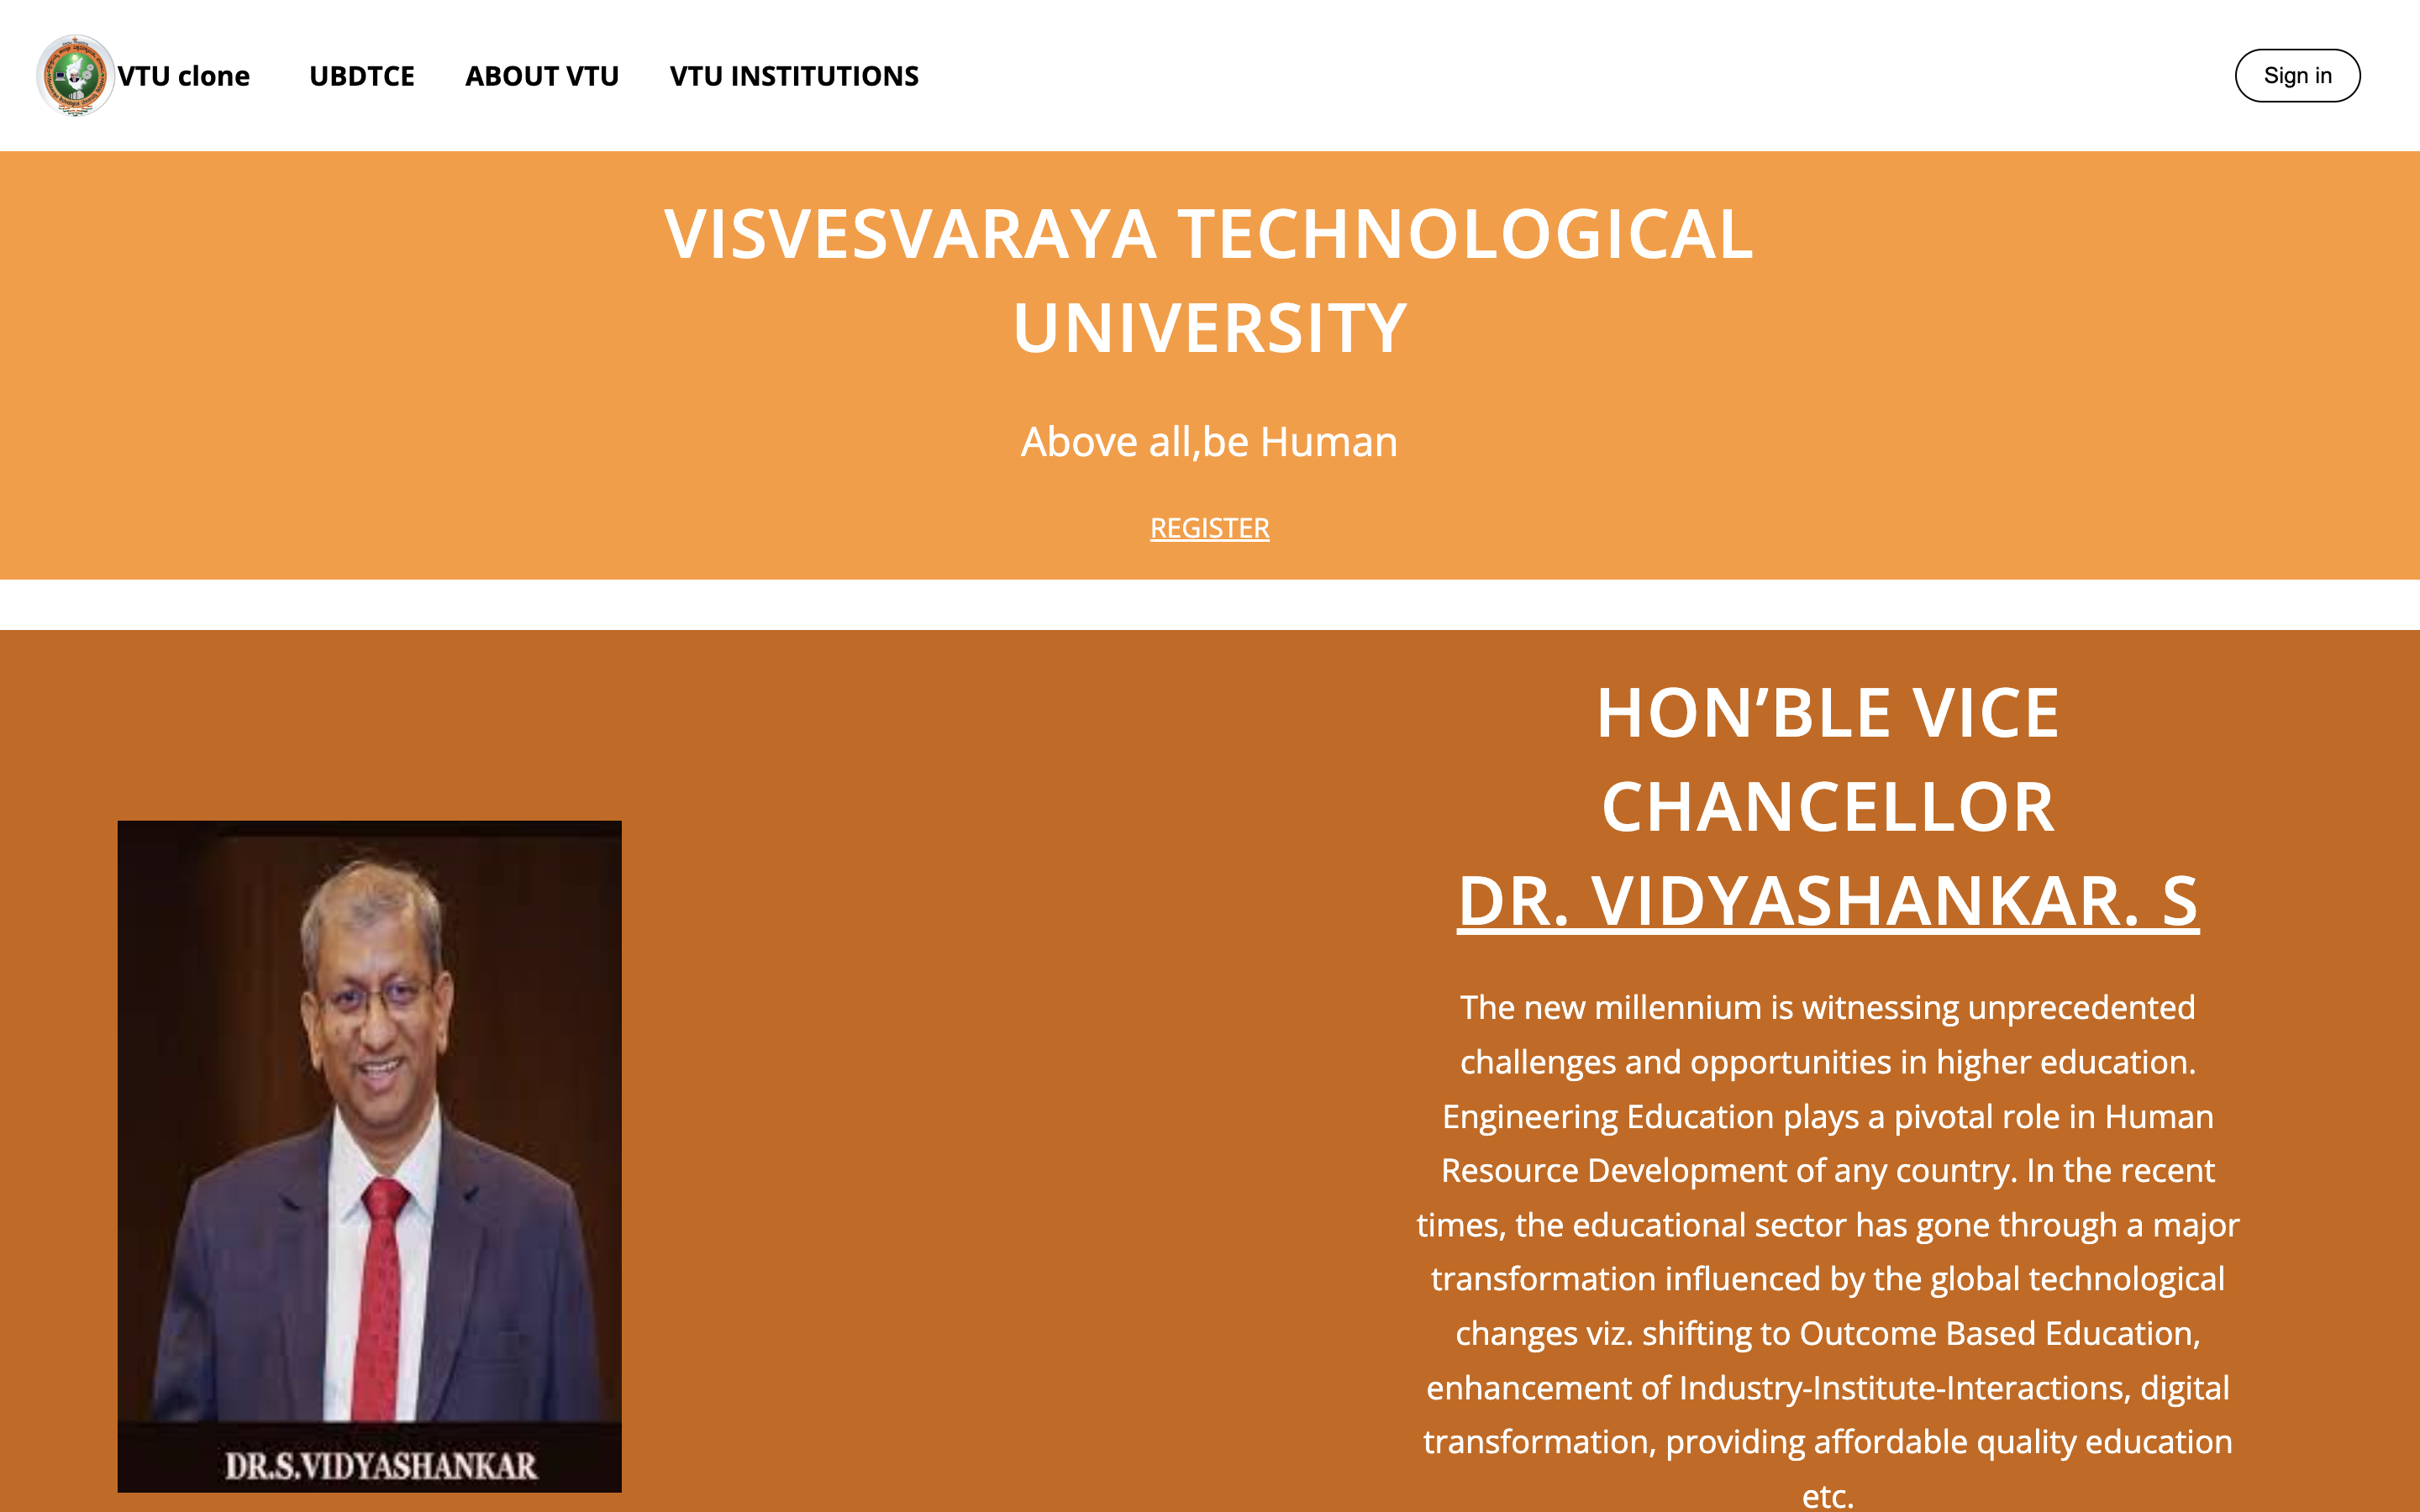 VTU clone
UBDTCE
ABOUT VTU
VTU INSTITUTIONS
Sign in
VISVESVARAYA TECHNOLOGICAL
UNIVERSITY
Above all,be Human
REGISTER
HON’BLE VICE
CHANCELLOR
DR. VIDYASHANKAR. S
The new millennium is witnessing unprecedented
challenges and opportunities in higher education.
Engineering Education plays a pivotal role in Human
Resource Development of any country. In the recent
times, the educational sector has gone through a major
transformation influenced by the global technological
changes viz. shifting to Outcome Based Education,
enhancement of Industry-Institute-Interactions, digital
transformation, providing affordable quality education
etc.
DR.S.VIDYASHANKAR